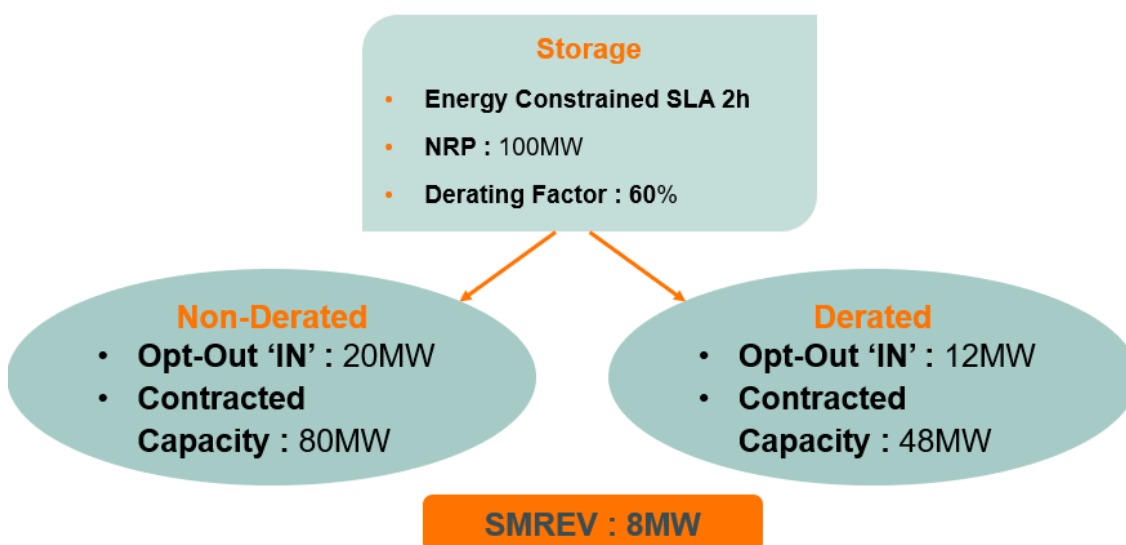 Storage
• Energy Constrained SLA 2h
• NRP : 100MW
• Derating Factor : 60%
Non-Derated
• Opt-Out ‘IN’ : 20MW
• Contracted
Capacity : 80MW
Derated
• Opt-Out ‘IN’ : 12MW
• Contracted
Capacity : 48MW
SMREV : 8MW